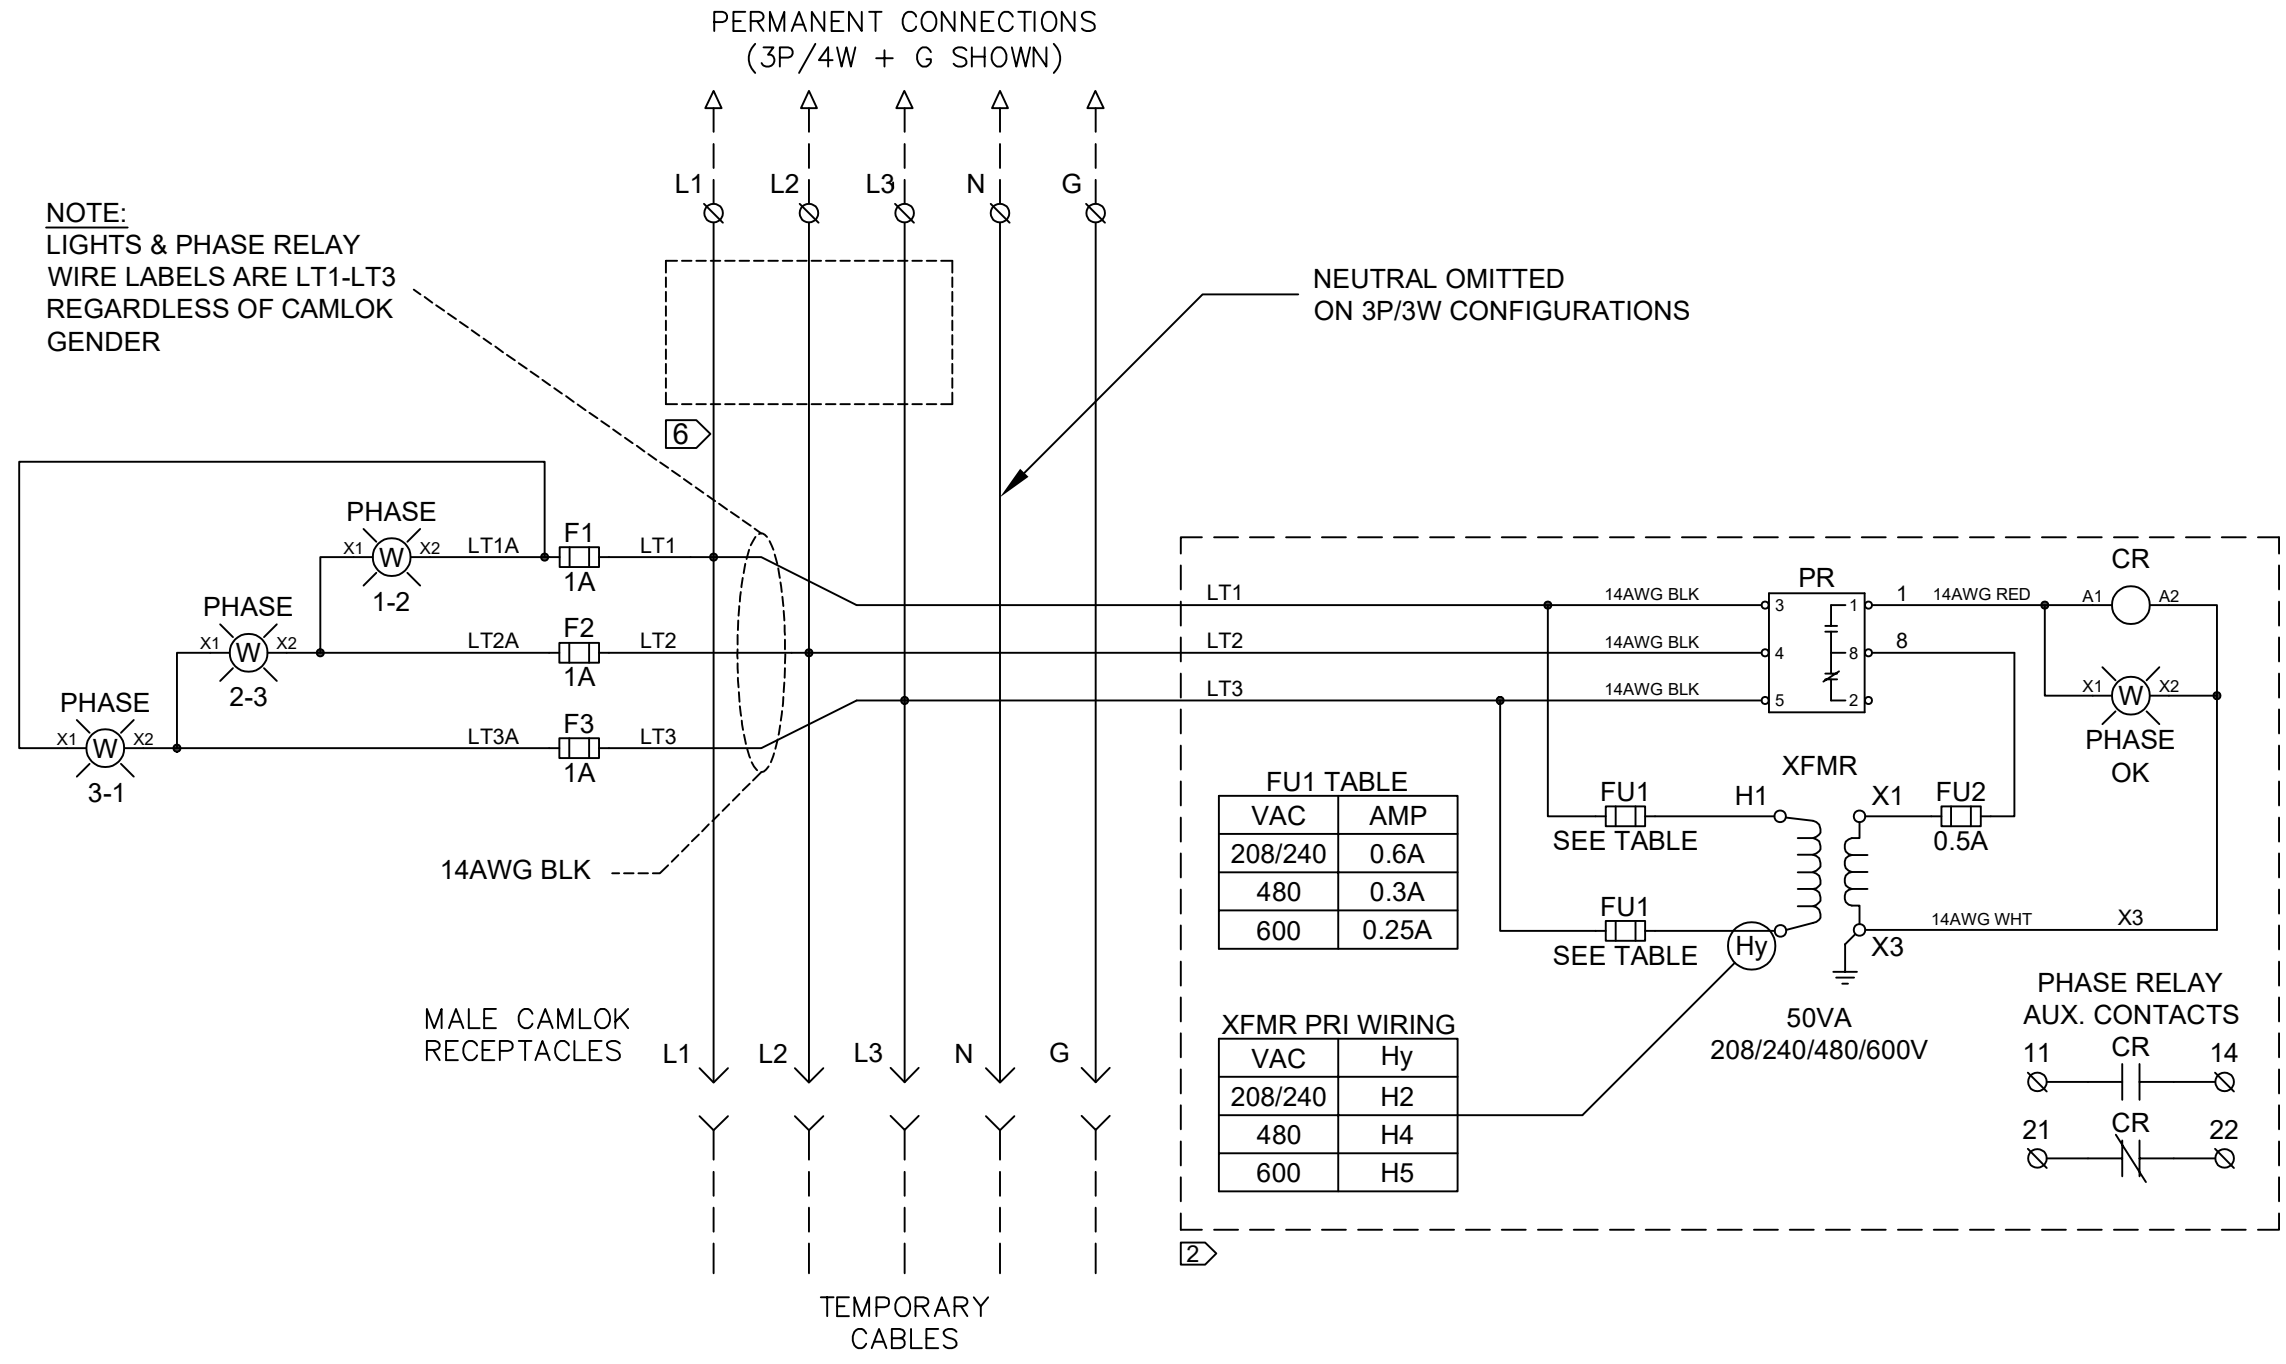 PERMANENT CONNECTIONS
(3P/4W + G SHOWN)
L1 L2 L3 N G
NOTE:
LIGHTS & PHASE RELAY
WIRE LABELS ARE LT1-LT3
REGARDLESS OF CAMLOK
GENDER
NEUTRAL OMITTED
ON 3P/3W CONFIGURATIONS
6
PHASE
X1 W X2
1-2
LT1A
F1
1A
LT1
PHASE
X1 W X2
2-3
LT2A
F2
1A
LT2
PHASE
X1 W X2
3-1
LT3A
F3
1A
LT3
14AWG BLK
LT1
14AWG BLK
LT2
14AWG BLK
LT3
14AWG BLK
PR
3 1
4 8
5 2
1
14AWG RED
8
CR
A1 A2
X1 W X2
PHASE
OK
FU1 TABLE
VAC AMP
208/240 0.6A
480 0.3A
600 0.25A
FU1
SEE TABLE
FU1
SEE TABLE
XFMR
H1
X1
FU2
0.5A
Hy
X3
14AWG WHT
X3
50VA
208/240/480/600V
XFMR PRI WIRING
VAC Hy
208/240 H2
480 H4
600 H5
PHASE RELAY
AUX. CONTACTS
11 CR 14
21 CR 22
2
MALE CAMLOK
RECEPTACLES
L1 L2 L3 N G
TEMPORARY
CABLES